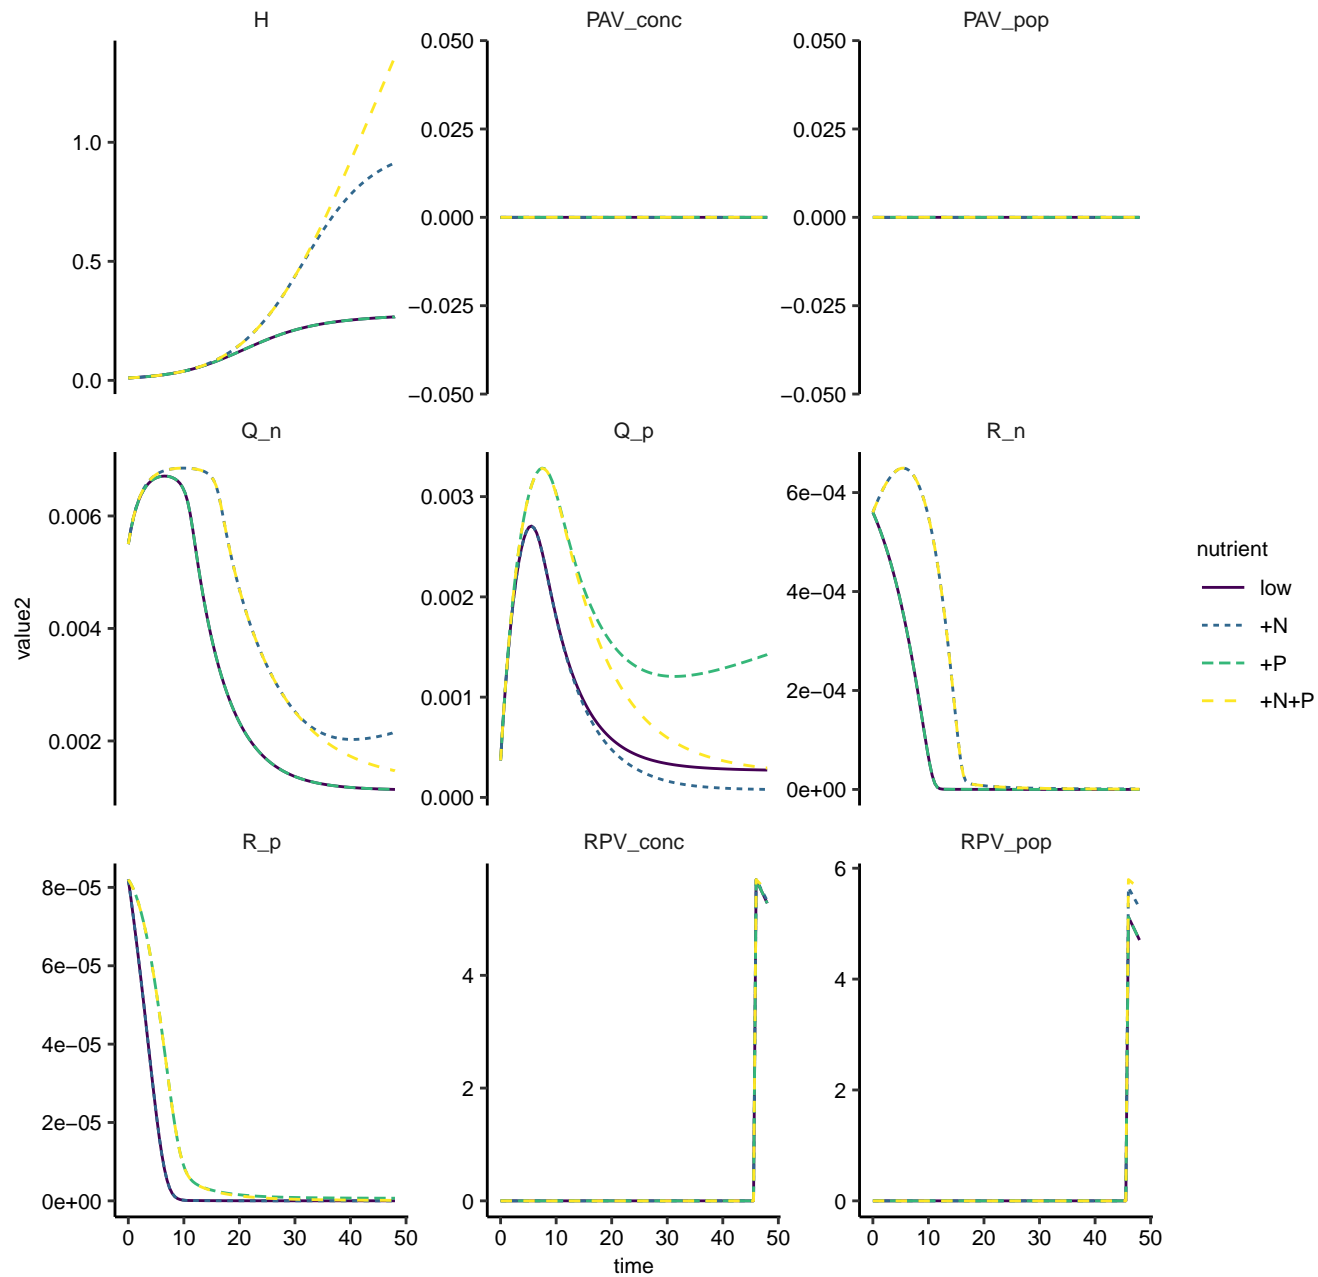 H
PAV_conc
PAV_pop
1.0
0.5
0.0
0.050
0.025
0.000
−0.025
−0.050
0.050
0.025
0.000
−0.025
−0.050
Q_n
Q_p
R_n
0.006
0.004
0.002
0.003
0.002
0.001
0.000
6e−04
4e−04
2e−04
0e+00
R_p
RPV_conc
RPV_pop
8e−05
6e−05
4e−05
2e−05
0e+00
4
2
0
6
4
2
0
0 10 20 30 40 50
0 10 20 30 40 50
0 10 20 30 40 50
time
value2
nutrient
low
+N
+P
+N+P